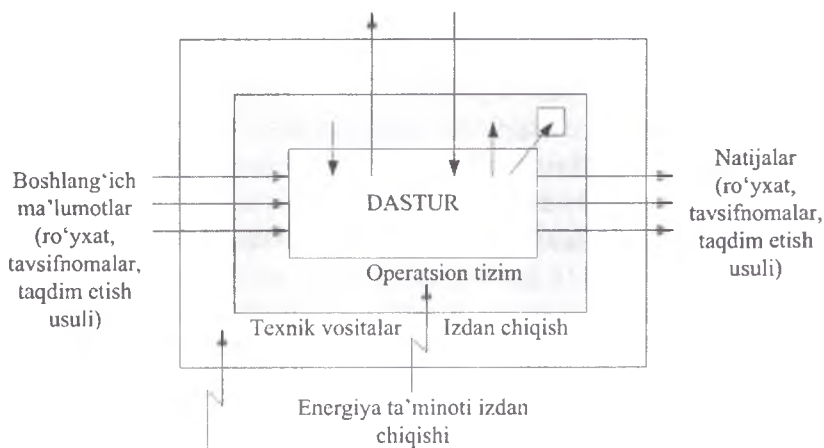 Boshlang‘ich
ma’lumotlar
(ro‘yxat,
tavsifnomalar,
taqdim etish
usuli)
DASTUR
Operatsion tizim
Texnik vositalar
Izdan chiqish
Energiya ta’minoti izdan
chiqishi
Natijalar
(ro‘yxat,
tavsifnomalar,
taqdim etish
usuli)